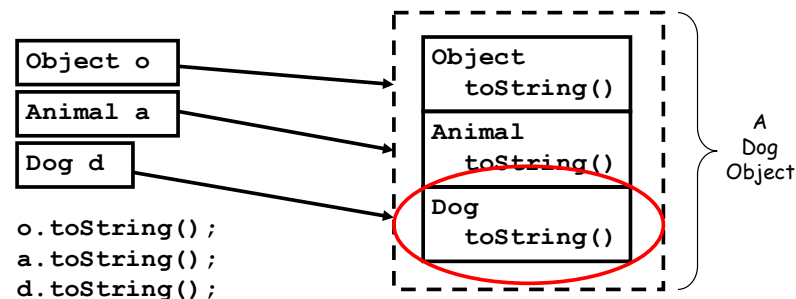 Object o
Animal a
Dog d
o.toString();
a.toString();
d.toString();
Object
toString()
Animal
toString()
Dog
toString()
A
Dog
Object